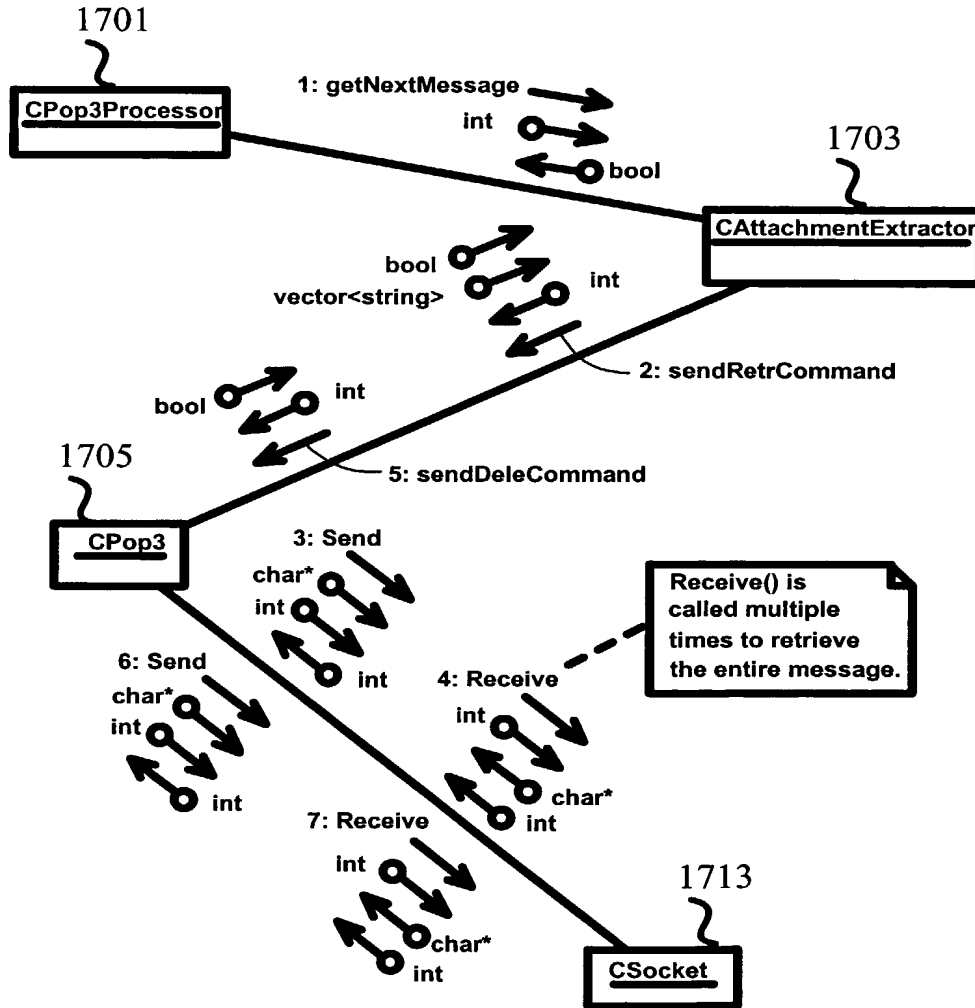 1701
CPop3Processor
1: getNextMessage
int
bool
1703
CAttachmentExtractor
bool
vector<string>
int
2: sendRetrCommand
bool
int
5: sendDeleCommand
1705
CPop3
3: Send
char*
int
int
Receive() is
called multiple
times to retrieve
the entire message.
6: Send
char*
int
int
4: Receive
int
char*
int
7: Receive
int
char*
int
1713
CSocket